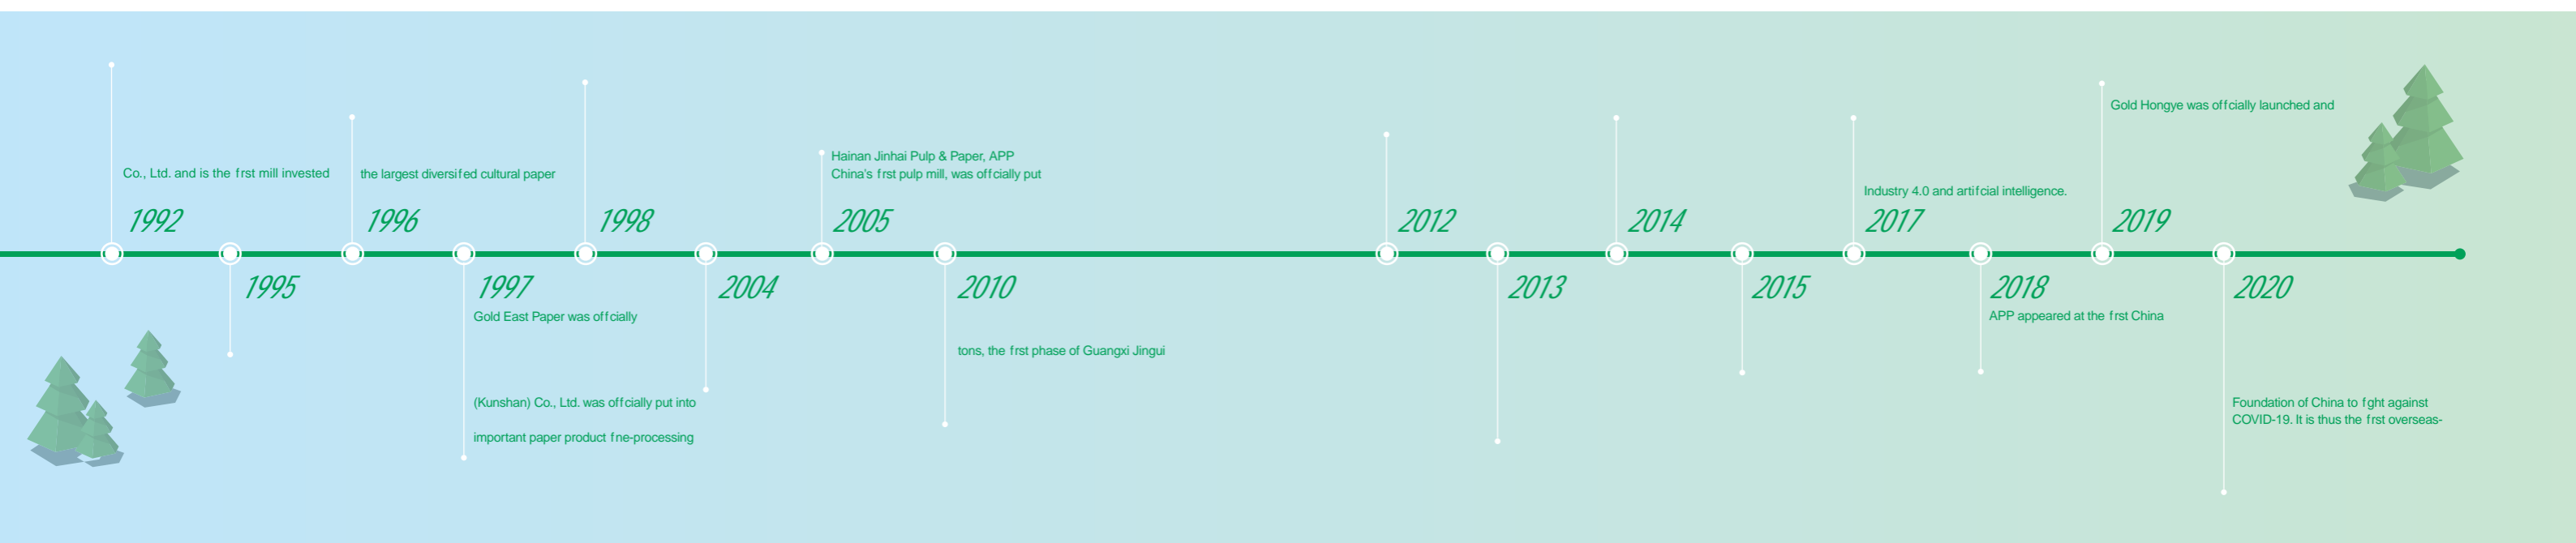 Co., Ltd. and is the frst mill invested
1992
1995
the largest diversifed cultural paper
1996
1997
Gold East Paper was offcially
(Kunshan) Co., Ltd. was offcially put into
important paper product fne-processing
1998
2004
Hainan Jinhai Pulp & Paper, APP
China's frst pulp mill, was offcially put
2005
2010
tons, the frst phase of Guangxi Jingui
2012
2013
2014
2015
Industry 4.0 and artifcial intelligence.
2017
2018
APP appeared at the frst China
Gold Hongye was offcially launched and
2019
2020
Foundation of China to fght against
COVID-19. It is thus the frst overseas-